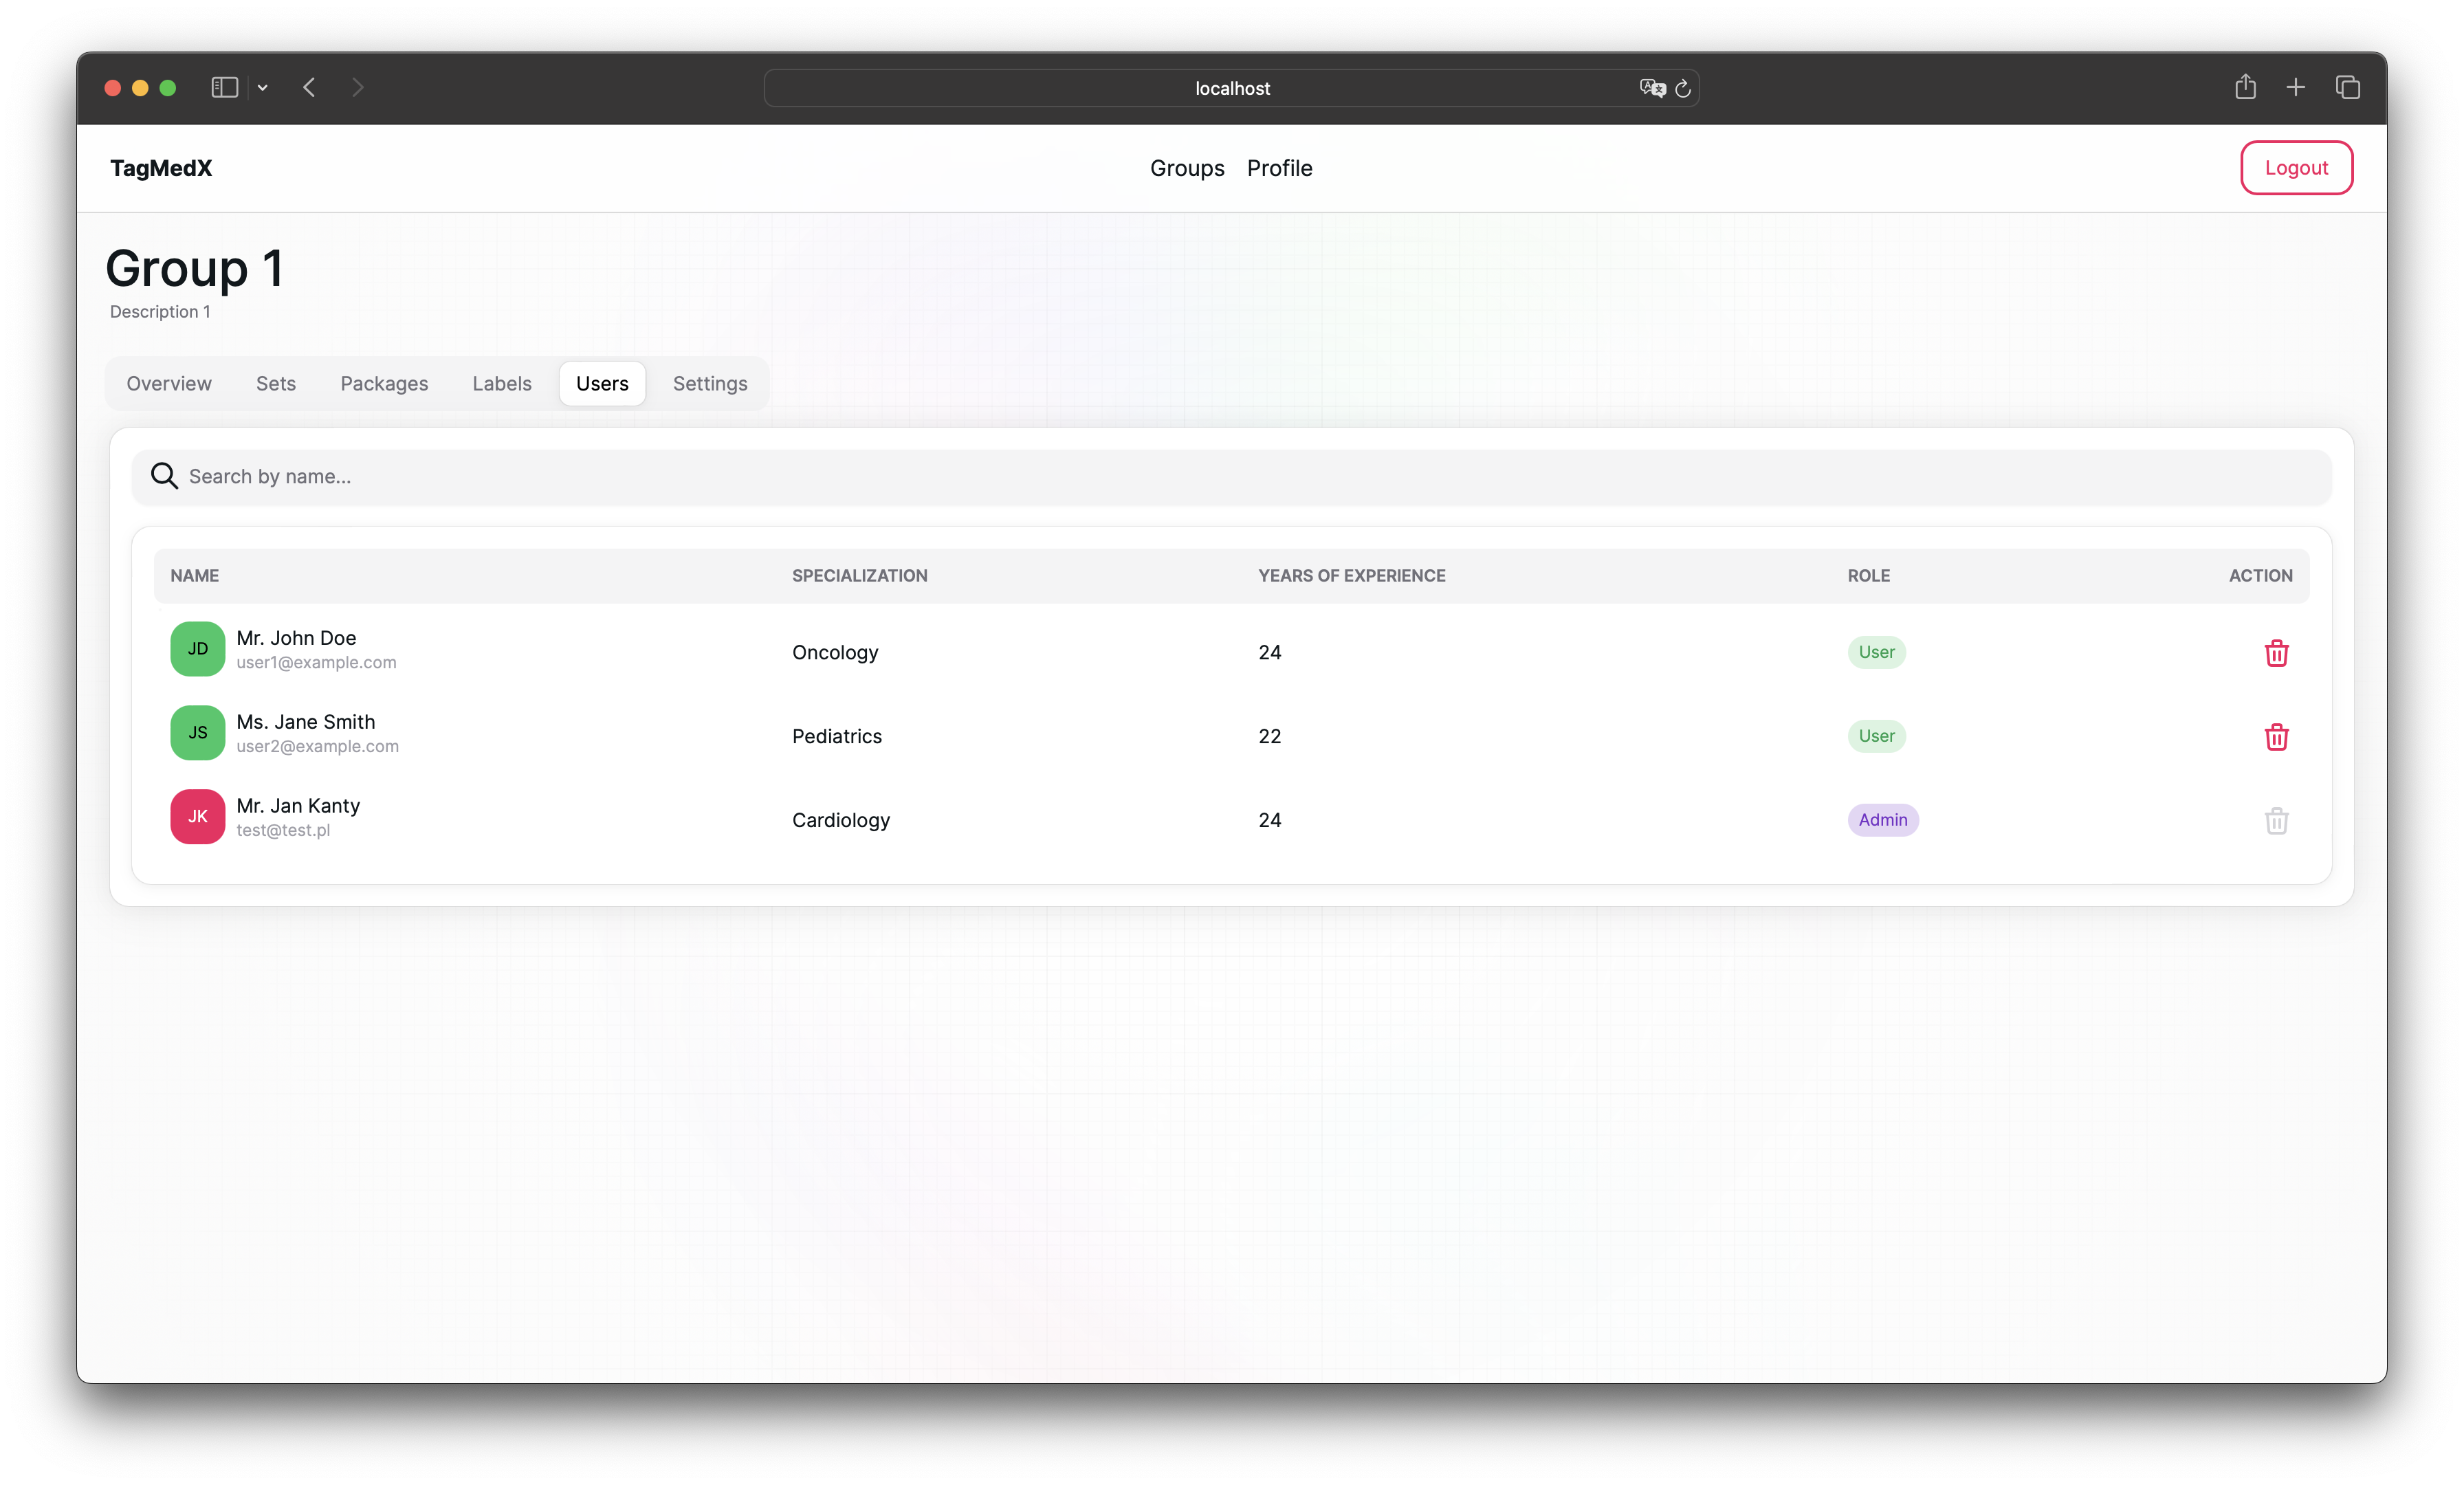 localhost
TagMedX Groups Profile Logout
Group 1
Description 1
Overview Sets Packages Labels Users Settings
Search by name...
NAME SPECIALIZATION YEARS OF EXPERIENCE ROLE ACTION
JD Mr. John Doe Oncology 24 User
user1@example.com
JS Ms. Jane Smith Pediatrics 22 User
user2@example.com
JK Mr. Jan Kanty Cardiology 24 Admin
test@test.pl